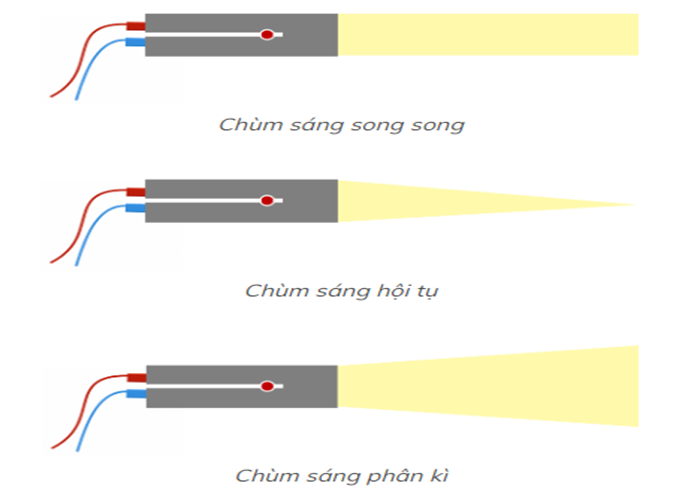 Chùm sáng song song
Chùm sáng hội tụ
Chùm sáng phân kì